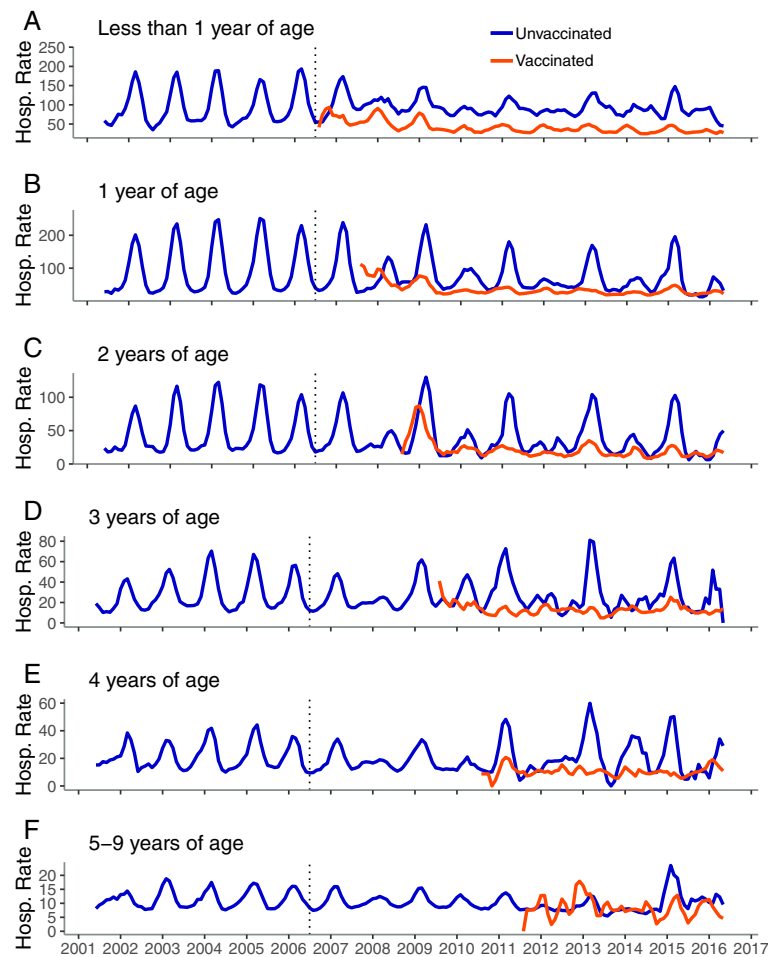 A
Less than 1 year of age
Unvaccinated
Vaccinated
Hosp. Rate
250
200
150
100
50
B
1 year of age
Hosp. Rate
200
100
C
2 years of age
Hosp. Rate
100
50
0
D
3 years of age
Hosp. Rate
80
60
40
20
0
E
4 years of age
Hosp. Rate
60
40
20
0
F
5–9 years of age
Hosp. Rate
20
15
10
5
0
2001 2002 2003 2004 2005 2006 2007 2008 2009 2010 2011 2012 2013 2014 2015 2016 2017